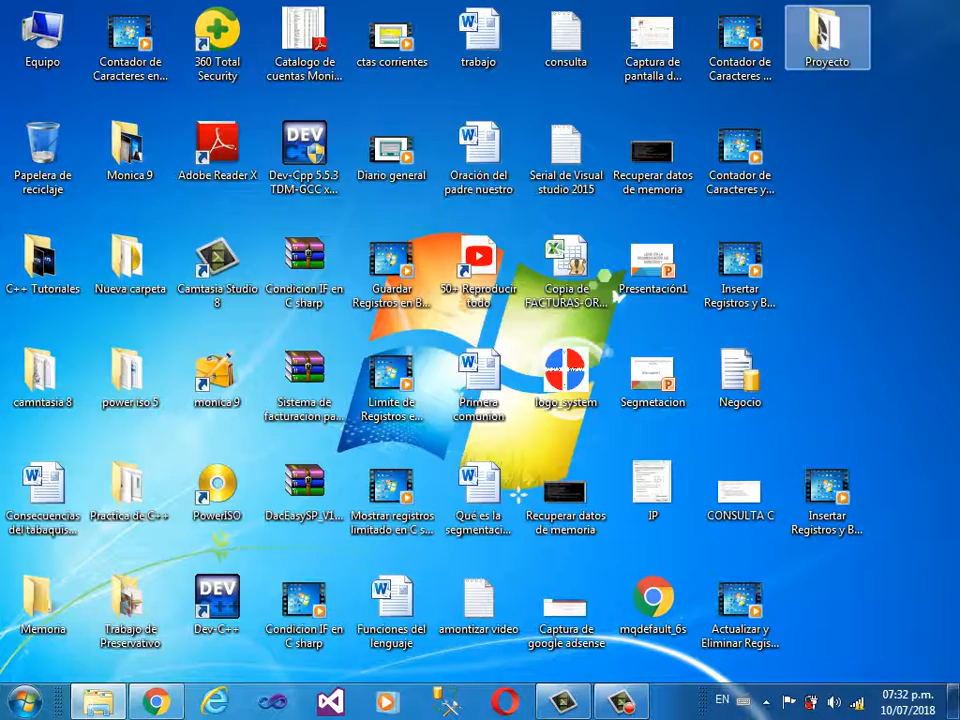 Equipo
Contador de
Caracteres en...
360 Total
Security
Catalogo de
cuentas Moni...
ctas corrientes
trabajo
consulta
Captura de
pantalla d...
Contador de
Caracteres ...
Proyecto
Papelera de
reciclaje
Monica 9
Adobe Reader X
DEV
Dev-Cpp 5.5.3
TDM-GCC x...
Diario general
Oración del
padre nuestro
Serial de Visual
studio 2015
Recuperar datos
de memoria
Contador de
Caracteres y...
C++ Tutoriales
Nueva carpeta
Camtasia Studio
8
Condicion IF en
C sharp
Guardar
Registros en B...
50+ Reproducir
todo
Copia de
FACTURAS-OR...
Presentación1
Insertar
Registros y B...
camntasia 8
power iso 5
monica 9
Sistema de
facturacion pa...
Limite de
Registros e...
Primera
comunion
logo_system
Segmetacion
Negocio
Consecuencias
del tabaquis...
Practica de C++
PowerISO
DacEasySP_V1...
Mostrar registros
limitado en C s...
Qué es la
segmentaci...
Recuperar datos
de memoria
IP
CONSULTA C
Insertar
Registros y B...
Memoria
Trabajo de
Preservativo
DEV
Dev-C++
Condicion IF en
C sharp
Funciones del
lenguaje
amontizar video
Captura de
google adsense
mqdefault_6s
Actualizar y
Eliminar Regis...
EN
07:32 p.m.
10/07/2018